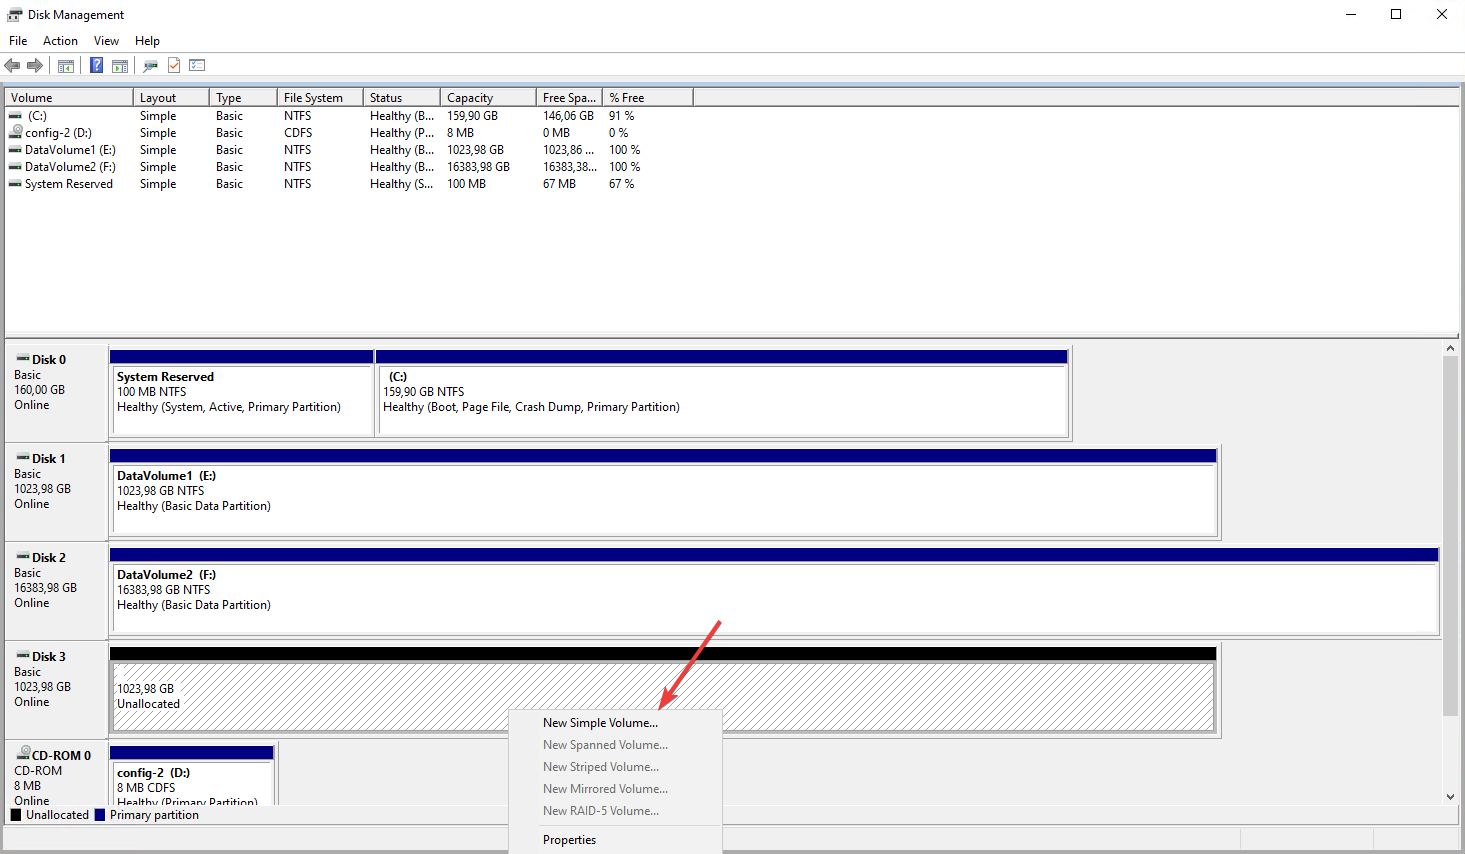 Disk Management
File Action View Help
Volume Layout Type File System Status Capacity Free Spa... % Free
(C:) Simple Basic NTFS Healthy (B... 159,90 GB 146,06 GB 91 %
config-2 (D:) Simple Basic CDFS Healthy (P... 8 MB 0 MB 0 %
DataVolume1 (E:) Simple Basic NTFS Healthy (B... 1023,98 GB 1023,86 ... 100 %
DataVolume2 (F:) Simple Basic NTFS Healthy (B... 16383,98 GB 16383,38... 100 %
System Reserved Simple Basic NTFS Healthy (S... 100 MB 67 MB 67 %
Disk 0
Basic
160,00 GB
Online
System Reserved
100 MB NTFS
Healthy (System, Active, Primary Partition)
(C:)
159,90 GB NTFS
Healthy (Boot, Page File, Crash Dump, Primary Partition)
Disk 1
Basic
1023,98 GB
Online
DataVolume1 (E:)
1023,98 GB NTFS
Healthy (Basic Data Partition)
Disk 2
Basic
16383,98 GB
Online
DataVolume2 (F:)
16383,98 GB NTFS
Healthy (Basic Data Partition)
Disk 3
Basic
1023,98 GB
Online
1023,98 GB
Unallocated
New Simple Volume...
New Spanned Volume...
New Striped Volume...
New Mirrored Volume...
New RAID-5 Volume...
Properties
CD-ROM 0
CD-ROM
8 MB
Online
config-2 (D:)
8 MB CDFS
Healthy (Primary Partition)
Unallocated Primary partition